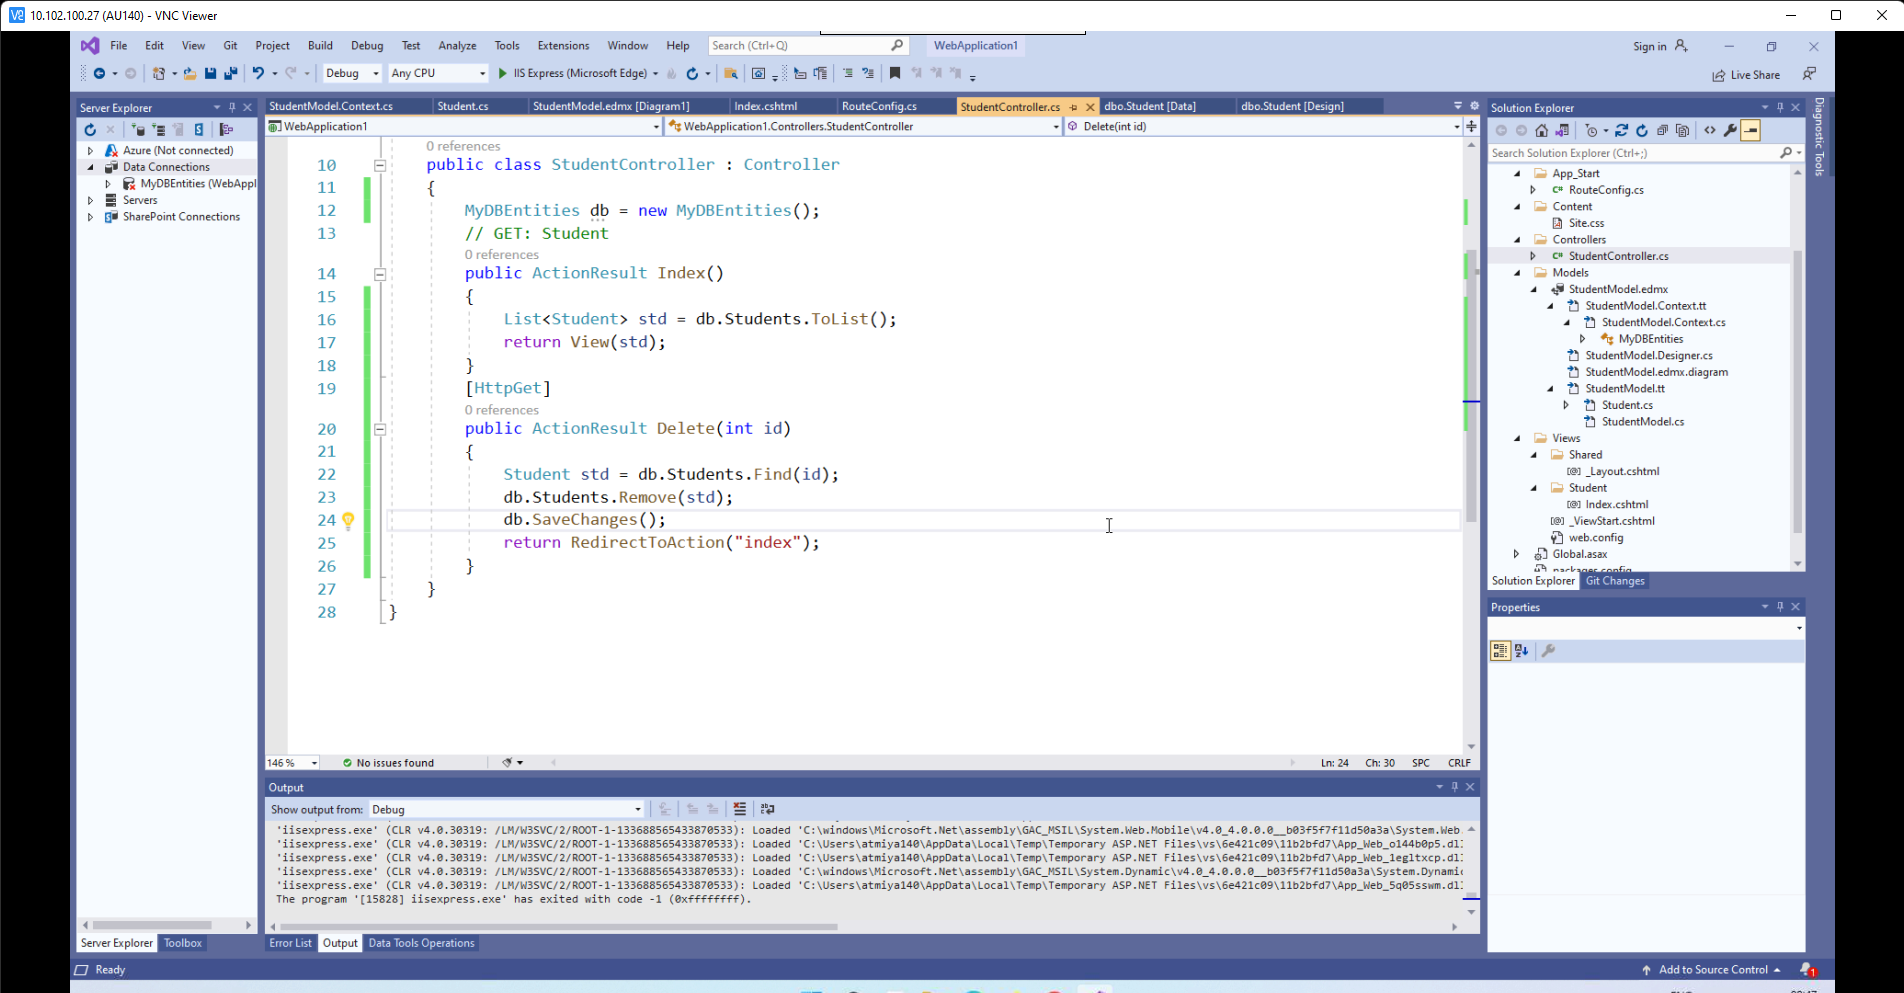 10.102.100.27 (AU140) - VNC Viewer
File Edit View Git Project Build Debug Test Analyze Tools Extensions Window Help Search (Ctrl+Q) WebApplication1 Sign in
Debug Any CPU IIS Express (Microsoft Edge) Live Share
Server Explorer
Azure (Not connected)
Data Connections
MyDBEntities (WebAppl
Servers
SharePoint Connections
StudentModel.Context.cs Student.cs StudentModel.edmx [Diagram1] Index.cshtml RouteConfig.cs StudentController.cs dbo.Student [Data] dbo.Student [Design]
WebApplication1 WebApplication1.Controllers.StudentController Delete(int id)
0 references
10 public class StudentController : Controller
11 {
12 MyDBEntities db = new MyDBEntities();
13 // GET: Student
0 references
14 public ActionResult Index()
15 {
16 List<Student> std = db.Students.ToList();
17 return View(std);
18 }
19 [HttpGet]
0 references
20 public ActionResult Delete(int id)
21 {
22 Student std = db.Students.Find(id);
23 db.Students.Remove(std);
24 db.SaveChanges();
25 return RedirectToAction("index");
26 }
27 }
28 }
146 % No issues found Ln: 24 Ch: 30 SPC CRLF
Output
Show output from: Debug
'iisexpress.exe' (CLR v4.0.30319: /LM/W3SVC/2/ROOT-1-133688565433870533): Loaded 'C:\windows\Microsoft.Net\assembly\GAC_MSIL\System.Web.Mobile\v4.0_4.0.0.0__b03f5f7f11d50a3a\System.Web.
'iisexpress.exe' (CLR v4.0.30319: /LM/W3SVC/2/ROOT-1-133688565433870533): Loaded 'C:\Users\atmiya140\AppData\Local\Temp\Temporary ASP.NET Files\vs\6e421c09\11b2bfd7\App_Web_o144b0p5.dl
'iisexpress.exe' (CLR v4.0.30319: /LM/W3SVC/2/ROOT-1-133688565433870533): Loaded 'C:\Users\atmiya140\AppData\Local\Temp\Temporary ASP.NET Files\vs\6e421c09\11b2bfd7\App_Web_1egltxcp.dl
'iisexpress.exe' (CLR v4.0.30319: /LM/W3SVC/2/ROOT-1-133688565433870533): Loaded 'C:\windows\Microsoft.Net\assembly\GAC_MSIL\System.Dynamic\v4.0_4.0.0.0__b03f5f7f11d50a3a\System.Dynami
'iisexpress.exe' (CLR v4.0.30319: /LM/W3SVC/2/ROOT-1-133688565433870533): Loaded 'C:\Users\atmiya140\AppData\Local\Temp\Temporary ASP.NET Files\vs\6e421c09\11b2bfd7\App_Web_5q05sswm.dl
The program '[15828] iisexpress.exe' has exited with code -1 (0xffffffff).
Server Explorer Toolbox
Error List Output Data Tools Operations
Solution Explorer
Search Solution Explorer (Ctrl+;)
App_Start
RouteConfig.cs
Content
Site.css
Controllers
StudentController.cs
Models
StudentModel.edmx
StudentModel.Context.tt
StudentModel.Context.cs
MyDBEntities
StudentModel.Designer.cs
StudentModel.edmx.diagram
StudentModel.tt
Student.cs
StudentModel.cs
Views
Shared
_Layout.cshtml
Student
Index.cshtml
_ViewStart.cshtml
web.config
Global.asax
packages.config
Solution Explorer Git Changes
Properties
Diagnostic Tools
Ready Add to Source Control 1